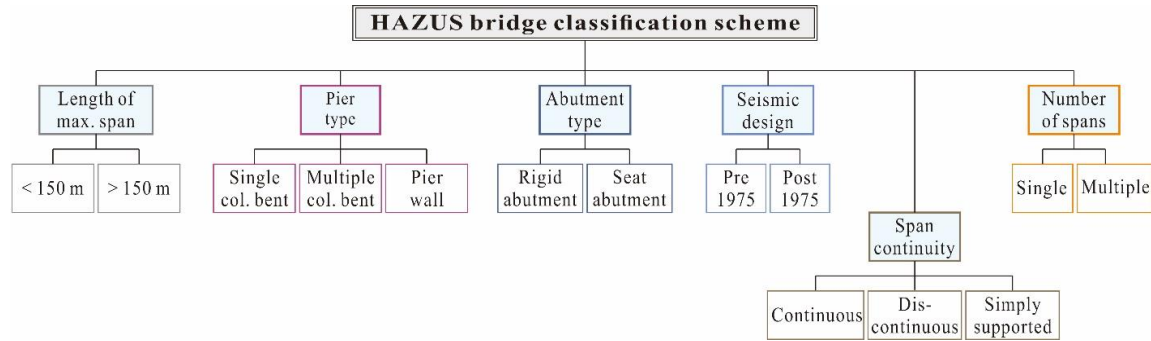 HAZUS bridge classification scheme
Length of
max. span
Pier
type
Abutment
type
Seismic
design
Number
of spans
< 150 m
> 150 m
Single
col. bent
Multiple
col. bent
Pier
wall
Rigid
abutment
Seat
abutment
Pre
1975
Post
1975
Single
Multiple
Span
continuity
Continuous
Dis-
continuous
Simply
supported